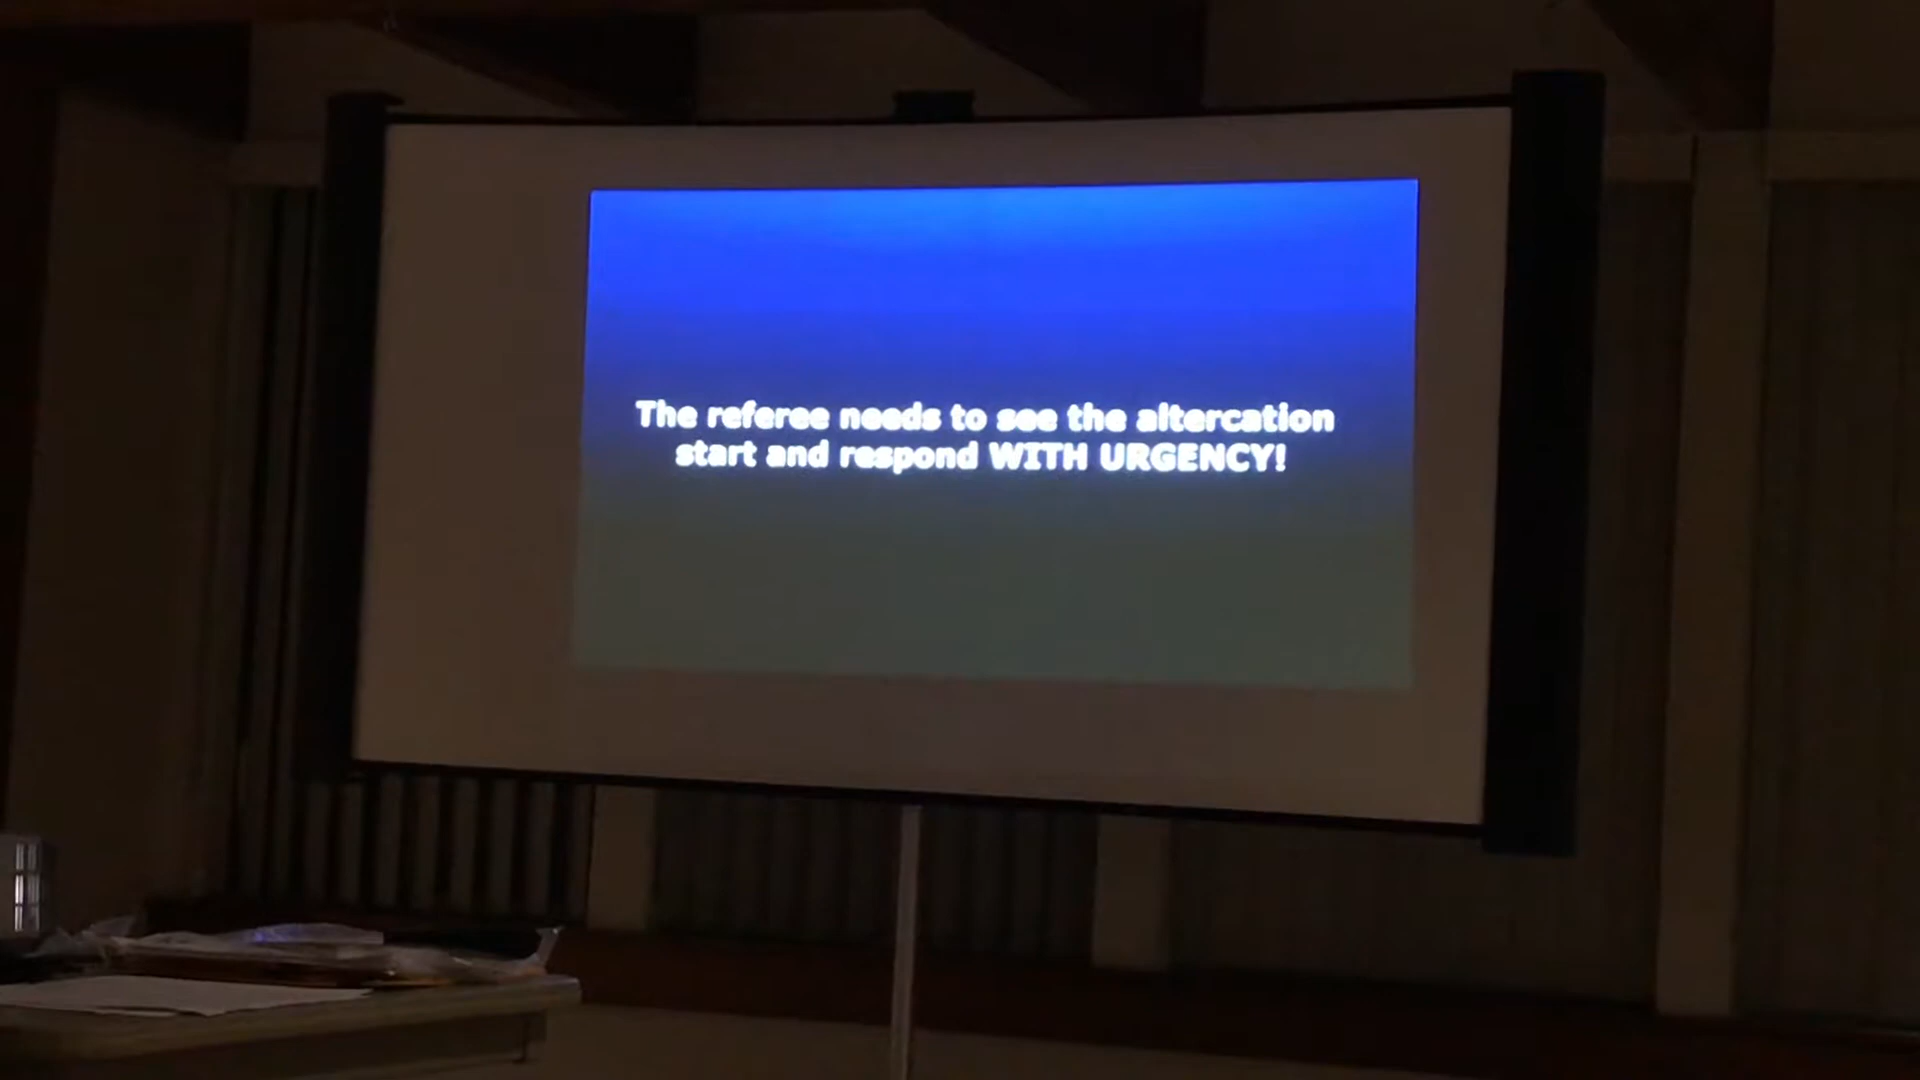 The referee needs to see the altercation
start and respond WITH URGENCY!